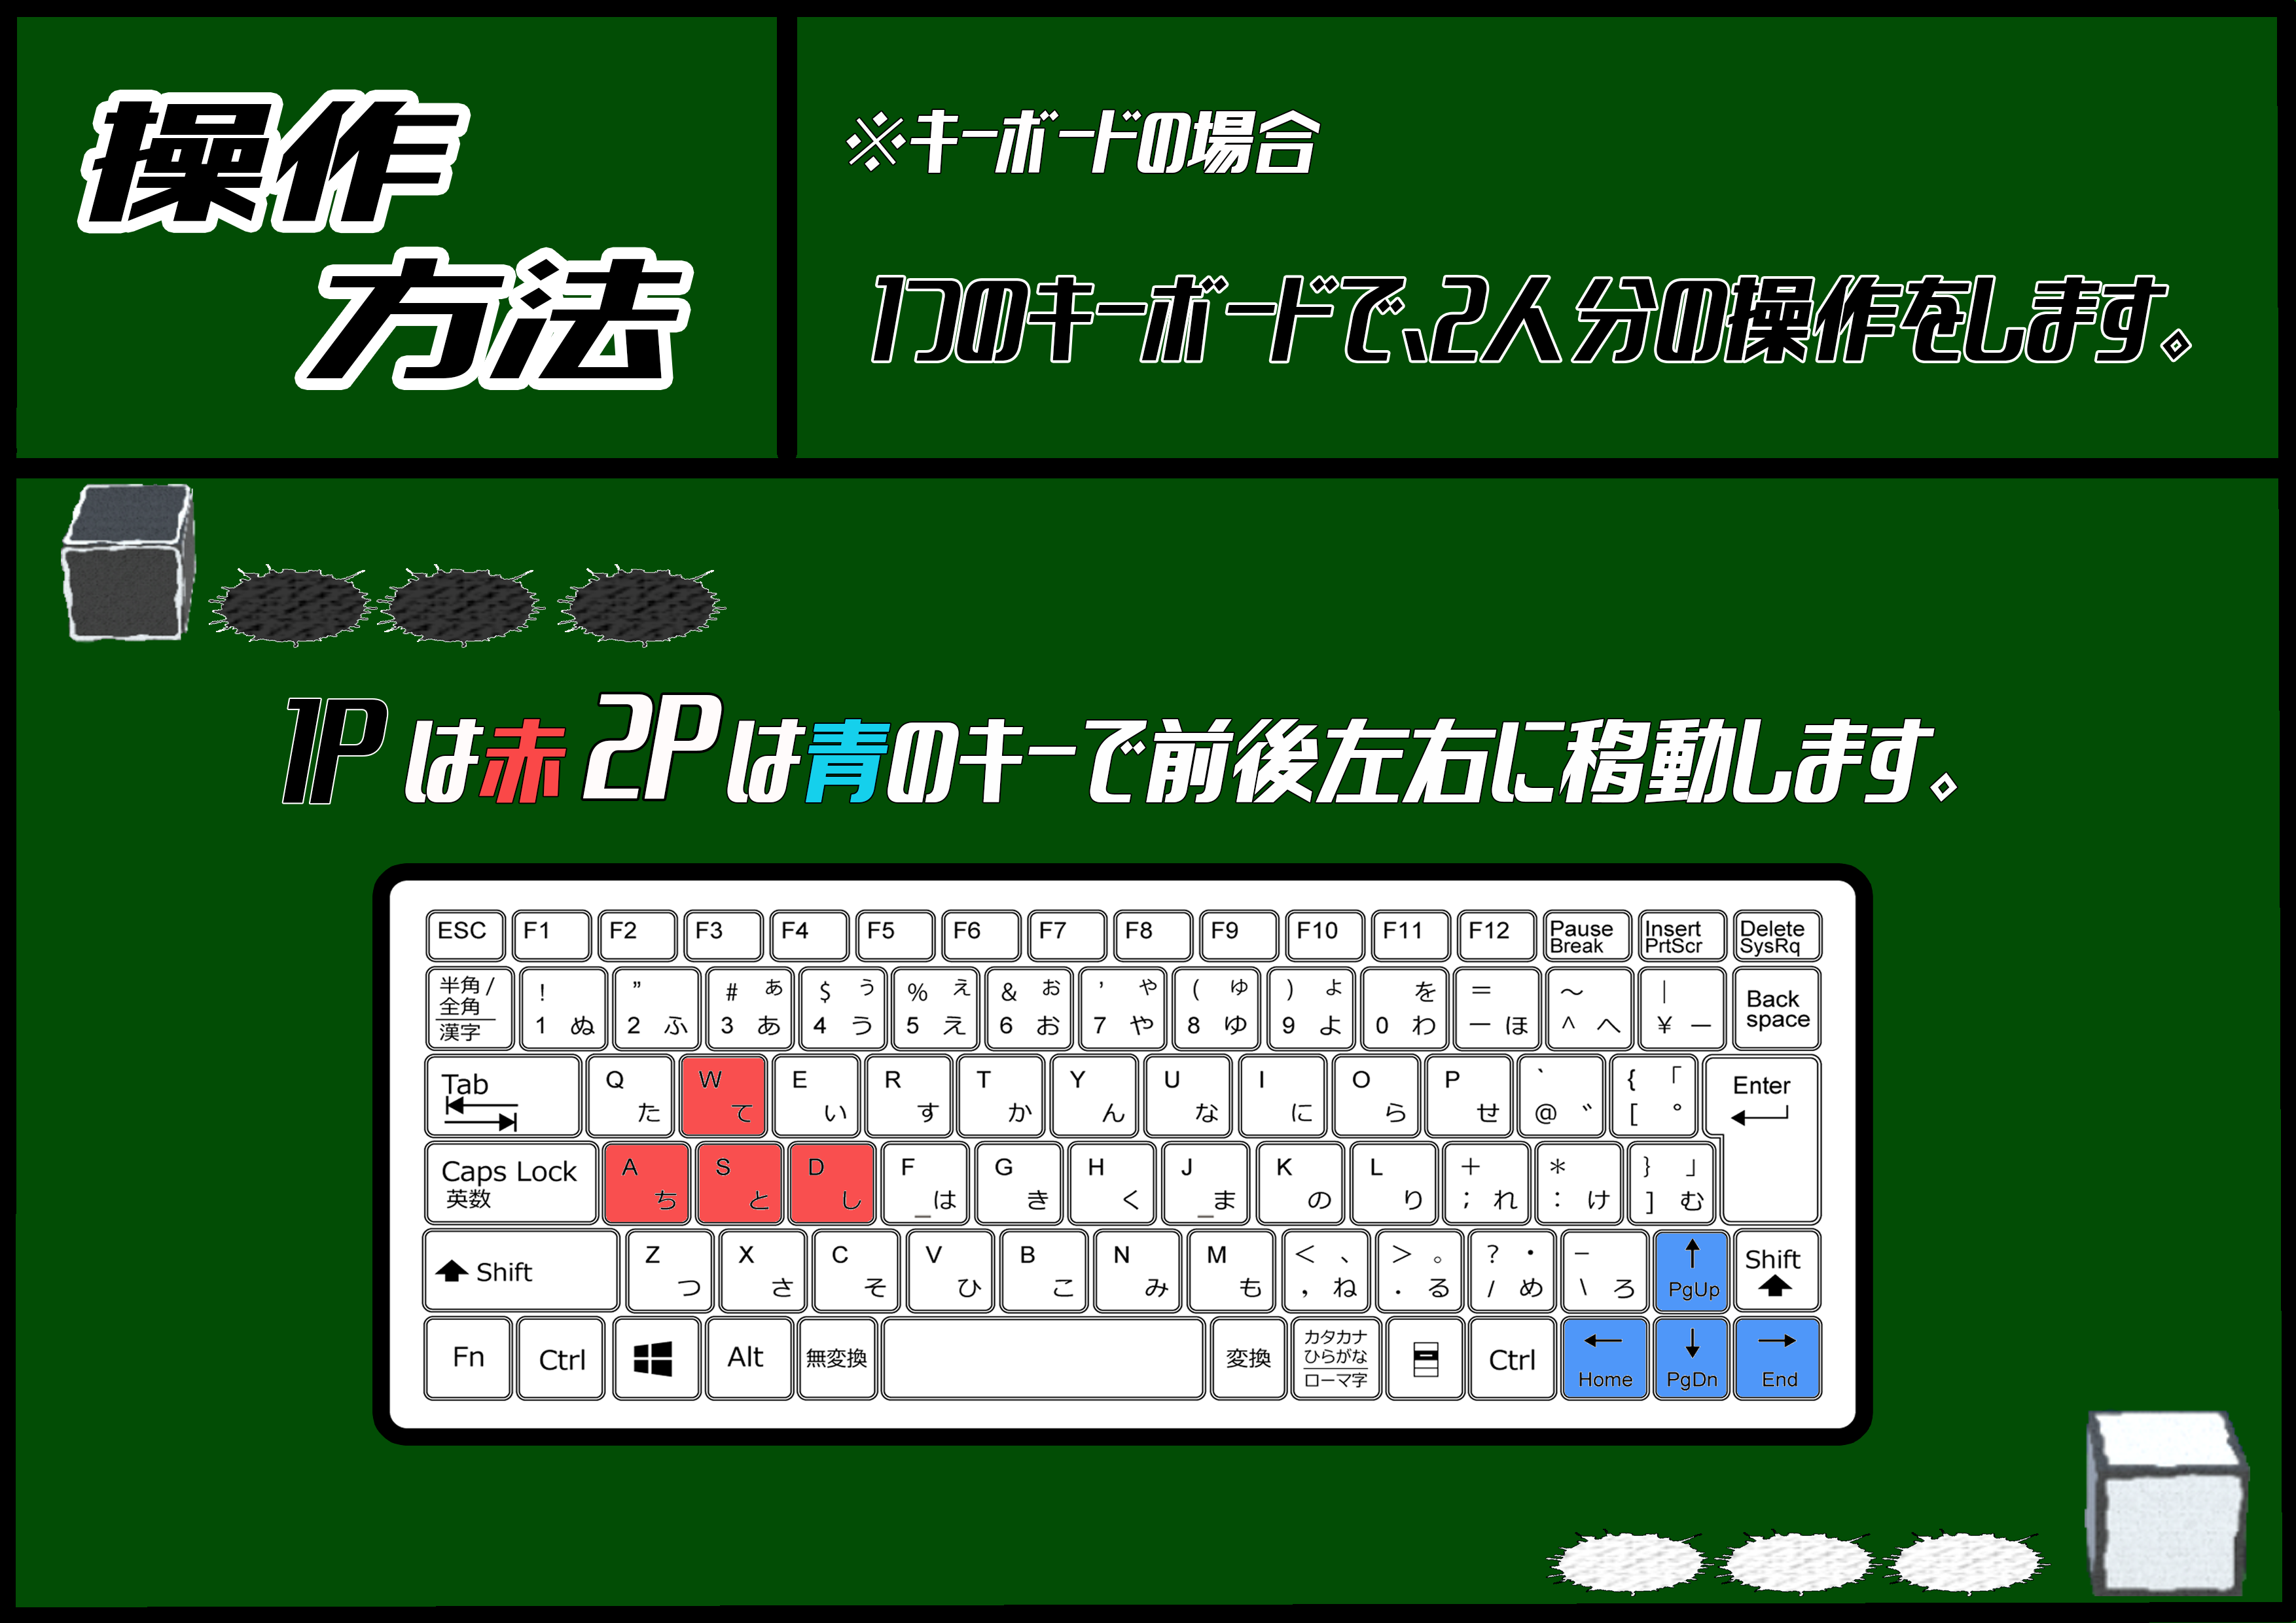 操作
方法
※キーボードの場合
1つのキーボードで、2人分の操作をします。
1Pは赤 2Pは青のキーで前後左右に移動します。
ESC F1 F2 F3 F4 F5 F6 F7 F8 F9 F10 F11 F12 Pause Break Insert PrtScr Delete SysRq
半角/全角 漢字 ! 1 ぬ ” 2 ふ # ぁ 3 あ $ ぅ 4 う % ぇ 5 え & ぉ 6 お ' ゃ 7 や ( ゅ 8 ゆ ) ょ 9 よ を 0 わ = ー ほ ～ ^ へ | ¥ ー Back space
Tab Q た W て E い R す T か Y ん U な I に O ら P せ ` @ ゛ { 「 [ ゜ Enter
Caps Lock 英数 A ち S と D し F _は G き H く J _ま K の L り + ; れ * : け } 」 ] む
Shift Z つ X さ C そ V ひ B こ N み M も < 、 , ね > 。 . る ? ・ / め _ \ ろ ↑ PgUp Shift
Fn Ctrl Alt 無変換 変換 カタカナ ひらがな ローマ字 Ctrl ← Home ↓ PgDn → End